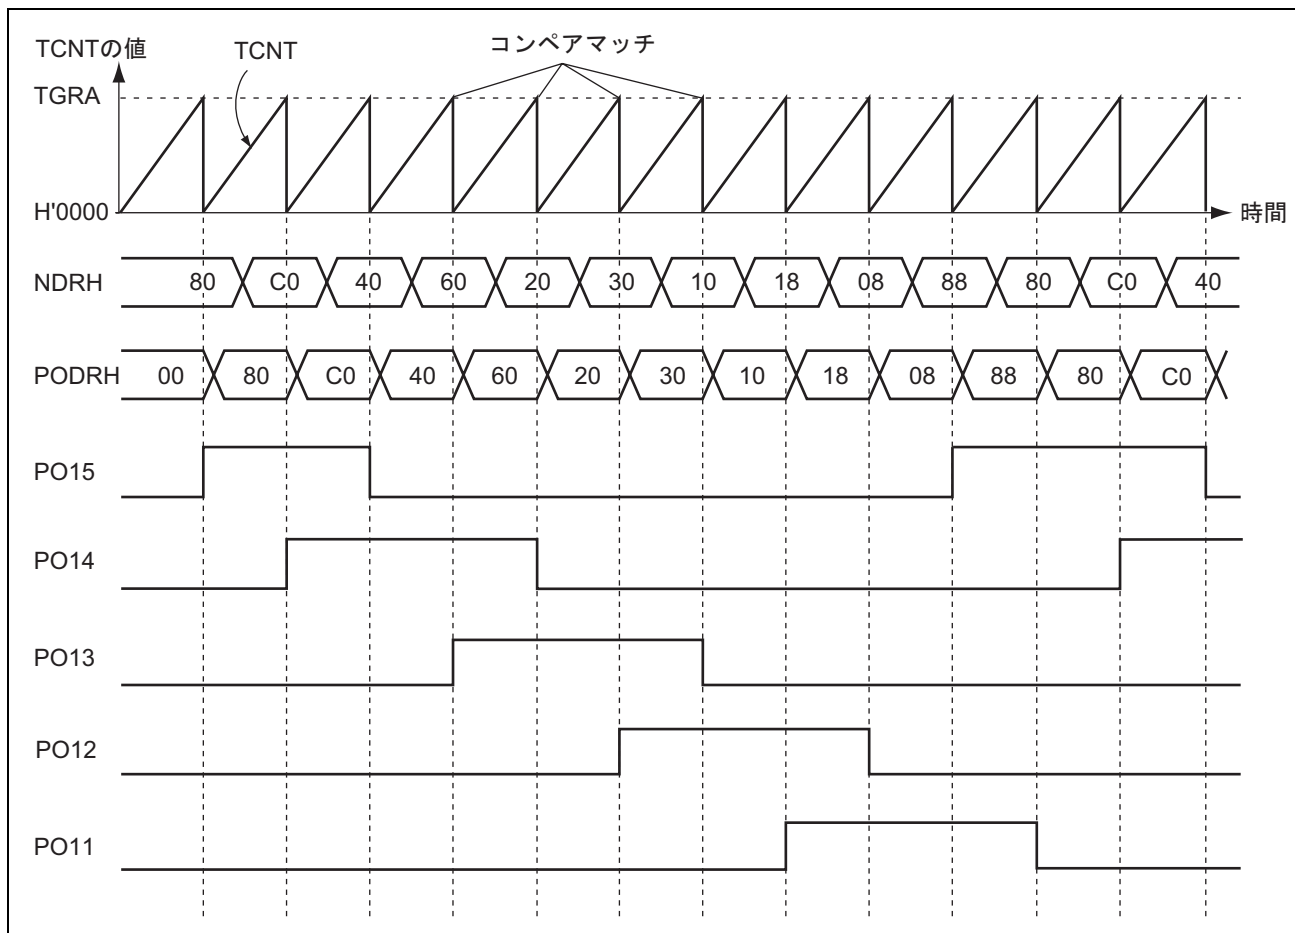 TCNTの値 TCNT コンペアマッチ
TGRA
H'0000 時間
NDRH 80 C0 40 60 20 30 10 18 08 88 80 C0 40
PODRH 00 80 C0 40 60 20 30 10 18 08 88 80 C0
PO15
PO14
PO13
PO12
PO11